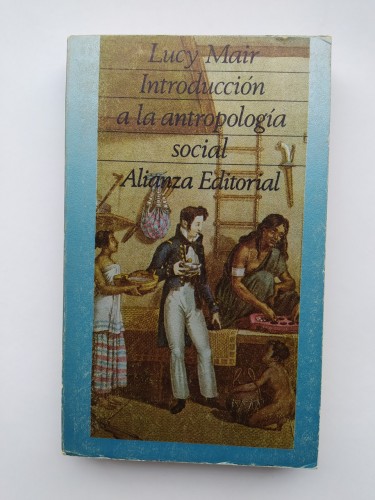 Lucy Mair
Introducción
a la antropología
social
Alianza Editorial